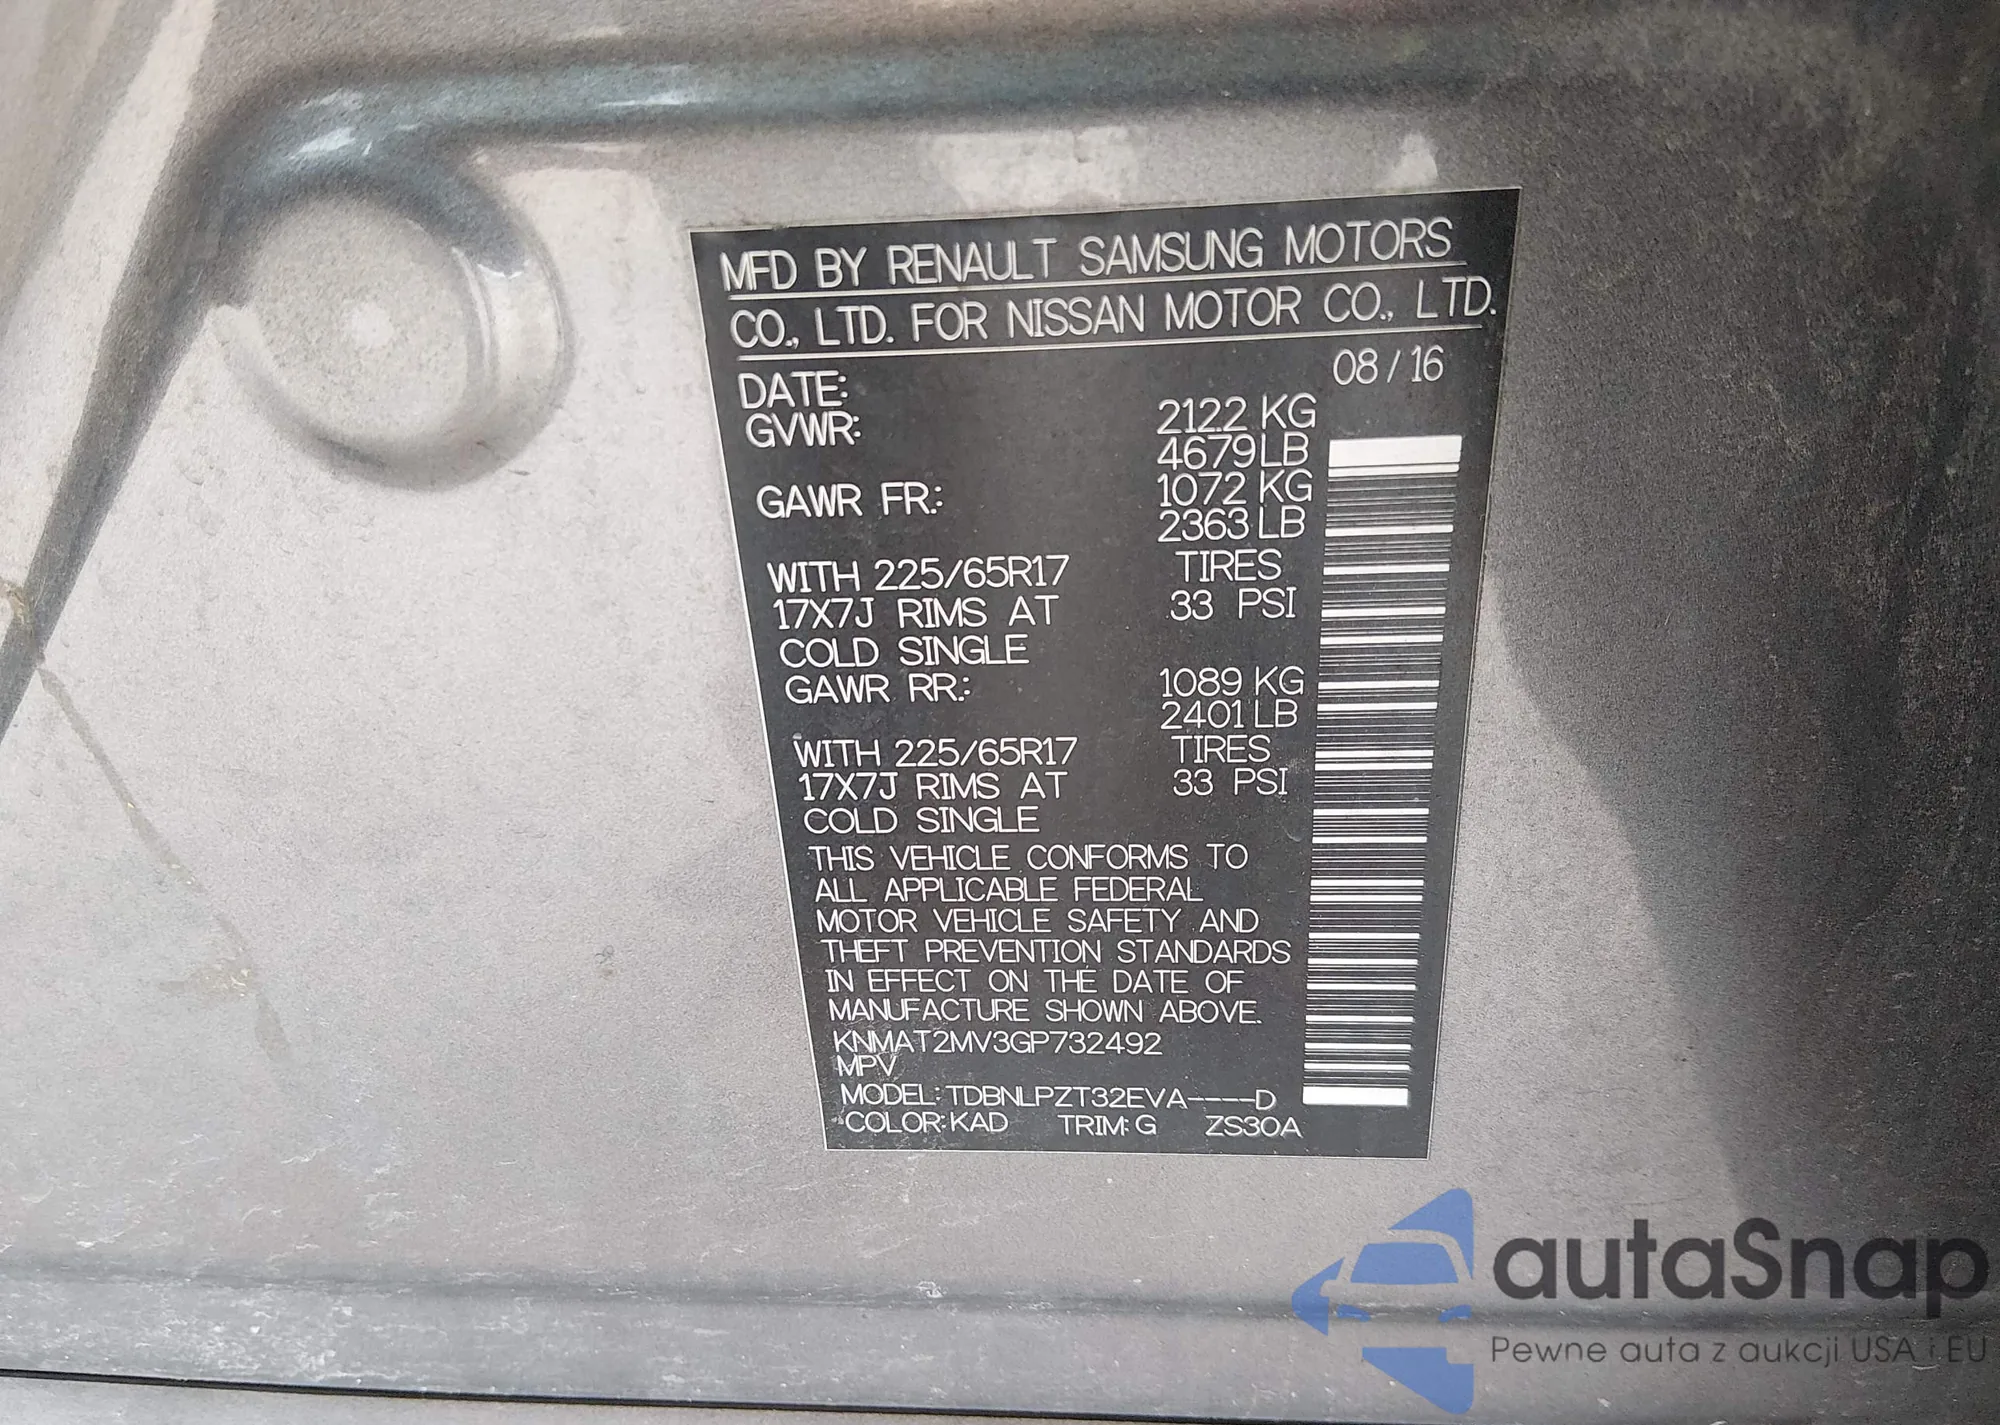 MFD BY RENAULT SAMSUNG MOTORS
CO., LTD. FOR NISSAN MOTOR CO., LTD.
DATE: 08 / 16
GVWR: 2122 KG
4679 LB
GAWR FR.: 1072 KG
2363 LB
WITH 225/65R17 TIRES
17X7J RIMS AT 33 PSI
COLD SINGLE
GAWR RR.: 1089 KG
2401 LB
WITH 225/65R17 TIRES
17X7J RIMS AT 33 PSI
COLD SINGLE
THIS VEHICLE CONFORMS TO
ALL APPLICABLE FEDERAL
MOTOR VEHICLE SAFETY AND
THEFT PREVENTION STANDARDS
IN EFFECT ON THE DATE OF
MANUFACTURE SHOWN ABOVE.
KNMAT2MV3GP732492
MPV
MODEL: TDBNLPZT32EVA----D
COLOR: KAD TRIM: G ZS30A
autaSnap
Pewne auta z aukcji USA i EU